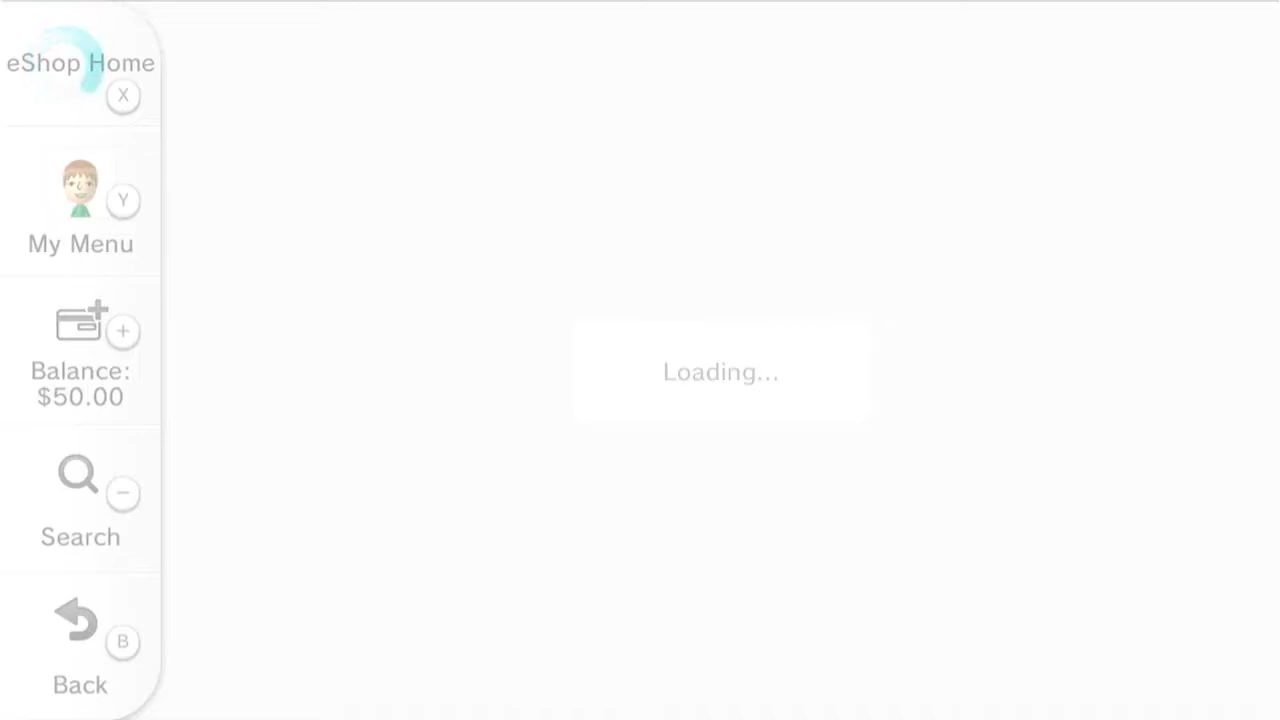 eShop Home
X
Y
My Menu
+
Balance:
$50.00
−
Search
B
Back
Loading...